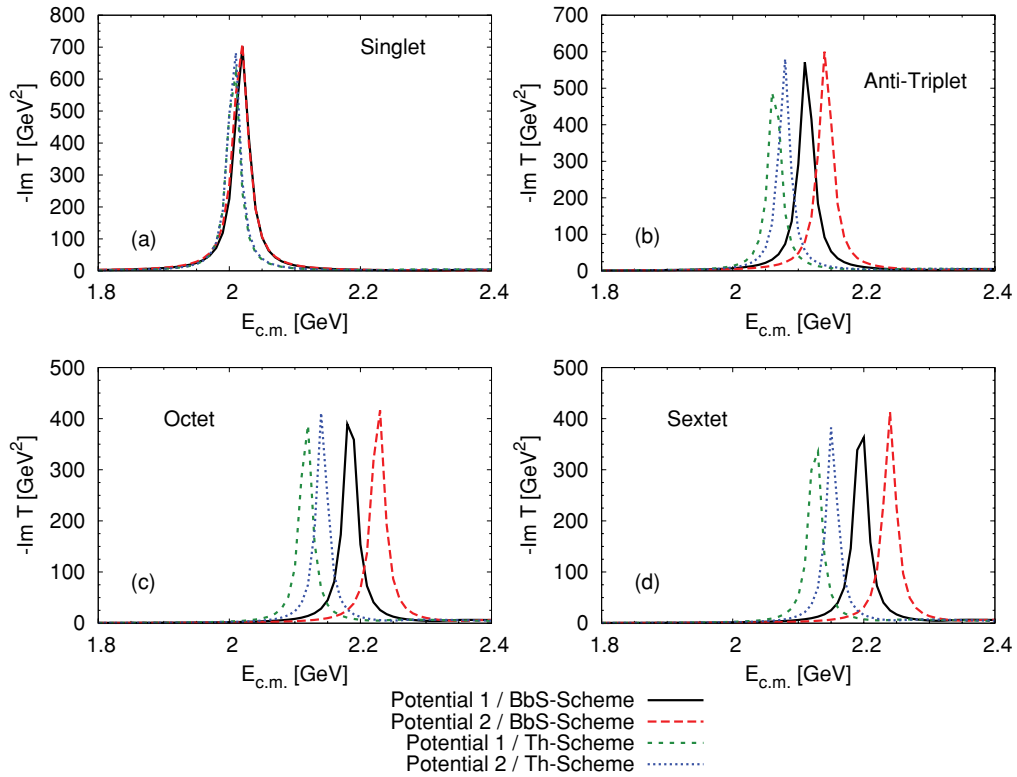 800
700
600
500
400
300
200
100
0
-Im T [GeV²]
Singlet
(a)
1.8 2 2.2 2.4
E_c.m. [GeV]
700
600
500
400
300
200
100
0
-Im T [GeV²]
Anti-Triplet
(b)
1.8 2 2.2 2.4
E_c.m. [GeV]
500
400
300
200
100
0
-Im T [GeV²]
Octet
(c)
1.8 2 2.2 2.4
E_c.m. [GeV]
500
400
300
200
100
0
-Im T [GeV²]
Sextet
(d)
1.8 2 2.2 2.4
E_c.m. [GeV]
Potential 1 / BbS-Scheme
Potential 2 / BbS-Scheme
Potential 1 / Th-Scheme
Potential 2 / Th-Scheme